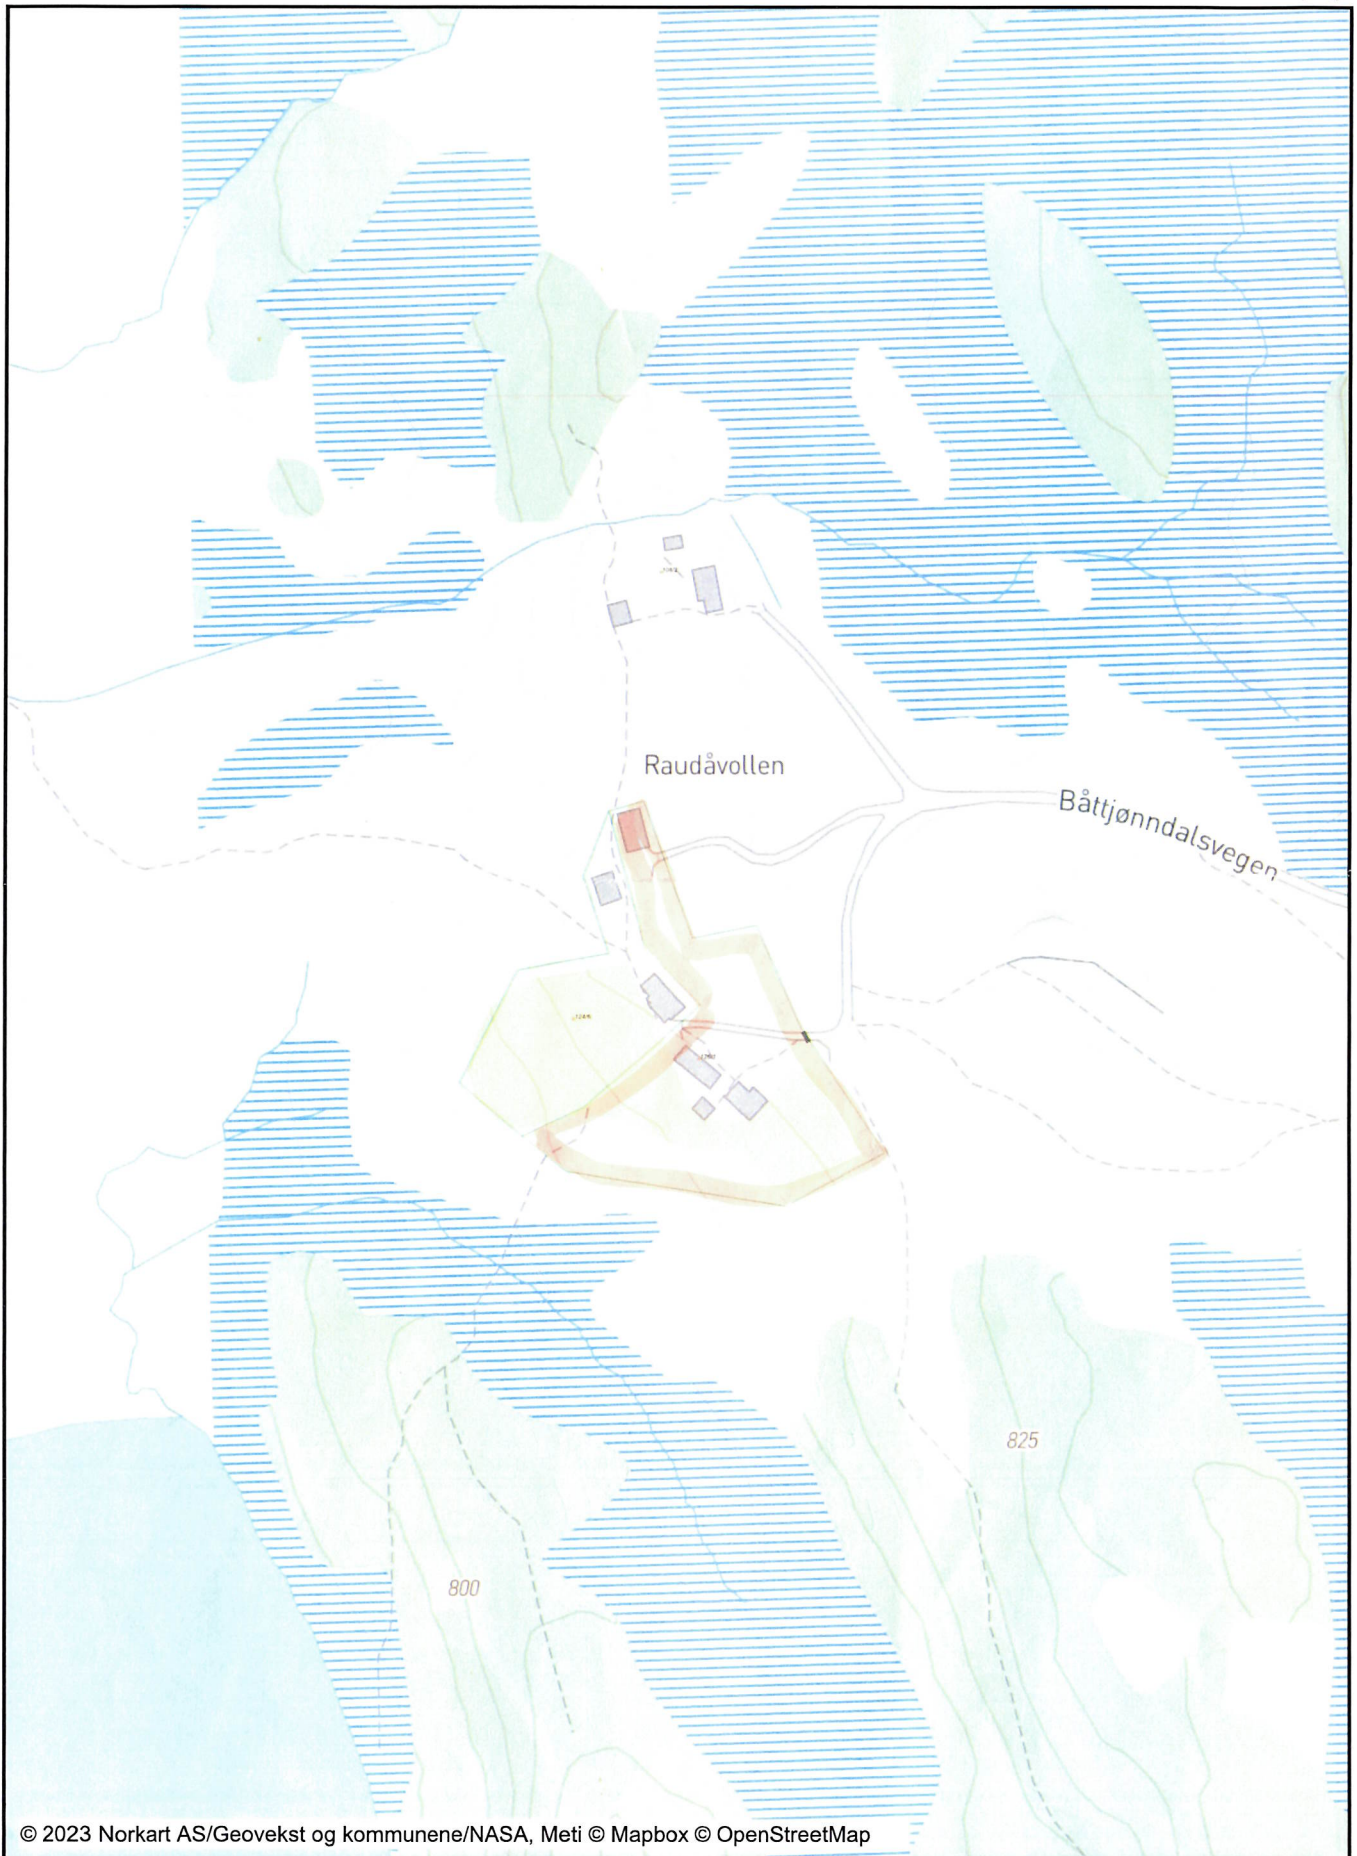 Raudåvollen
Båttjønndalsvegen
825
800
© 2023 Norkart AS/Geovekst og kommunene/NASA, Meti © Mapbox © OpenStreetMap